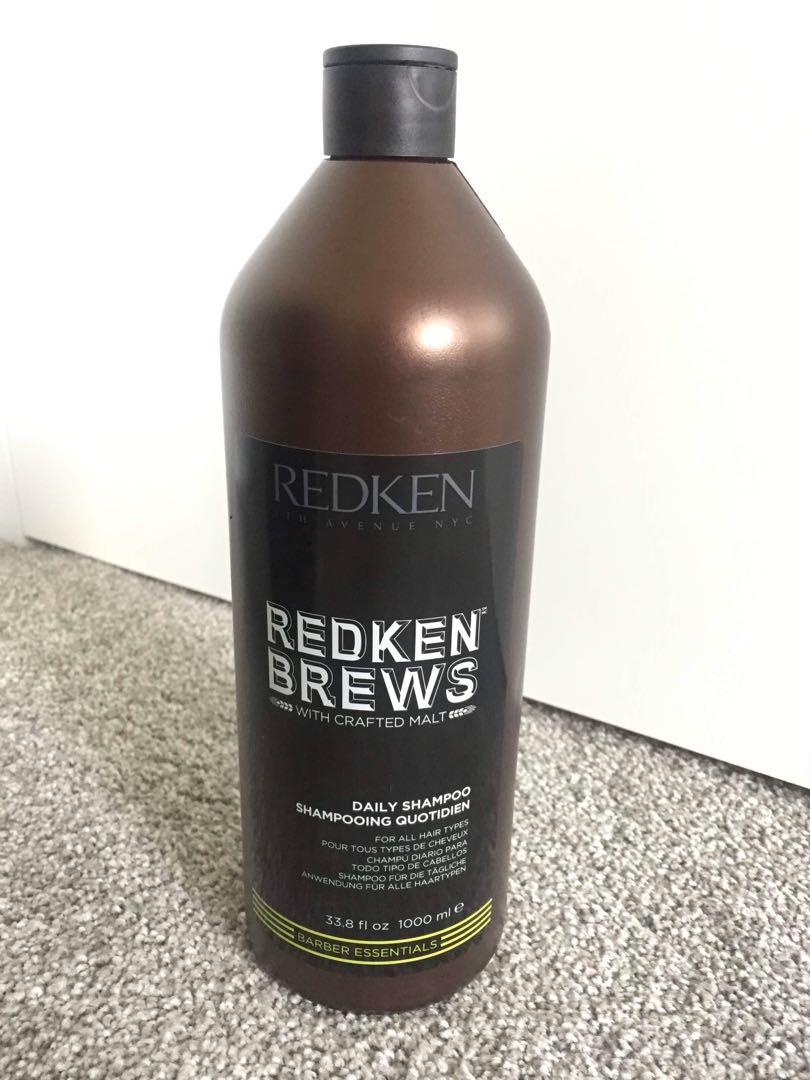 REDKEN
5TH AVENUE NYC
REDKEN™
BREWS
WITH CRAFTED MALT
DAILY SHAMPOO
SHAMPOOING QUOTIDIEN
FOR ALL HAIR TYPES
POUR TOUS TYPES DE CHEVEUX
CHAMPÚ DIARIO PARA
TODO TIPO DE CABELLOS
SHAMPOO FÜR DIE TÄGLICHE
ANWENDUNG FÜR ALLE HAARTYPEN
33.8 fl oz 1000 ml ℮
BARBER ESSENTIALS